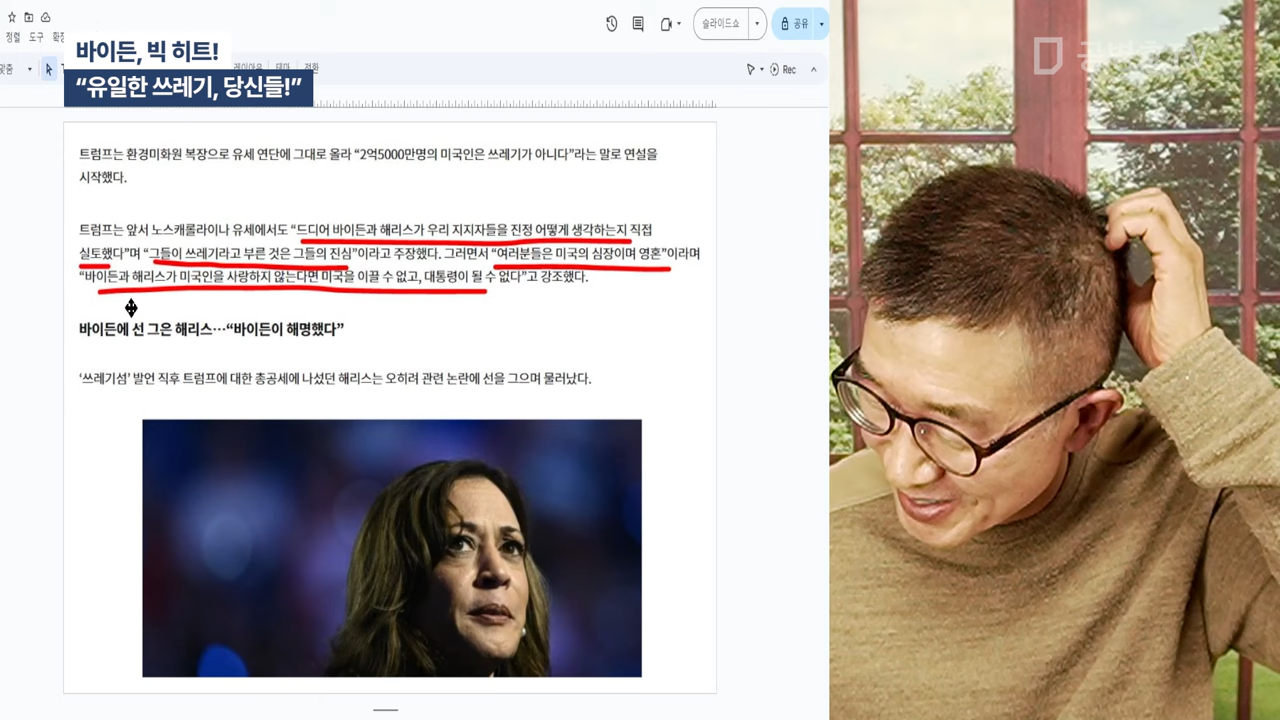 정렬 도구
슬라이드쇼
공유
Rec
바이든, 빅 히트!
“유일한 쓰레기, 당신들!”
공병호TV
트럼프는 환경미화원 복장으로 유세 연단에 그대로 올라 “2억5000만명의 미국인은 쓰레기가 아니다”라는 말로 연설을
시작했다.
트럼프는 앞서 노스캐롤라이나 유세에서도 “드디어 바이든과 해리스가 우리 지지자들을 진정 어떻게 생각하는지 직접
실토했다”며 “그들이 쓰레기라고 부른 것은 그들의 진심”이라고 주장했다. 그러면서 “여러분들은 미국의 심장이며 영혼”이라며
“바이든과 해리스가 미국인을 사랑하지 않는다면 미국을 이끌 수 없고, 대통령이 될 수 없다”고 강조했다.
바이든에 선 그은 해리스…“바이든이 해명했다”
‘쓰레기섬’ 발언 직후 트럼프에 대한 총공세에 나섰던 해리스는 오히려 관련 논란에 선을 그으며 물러났다.